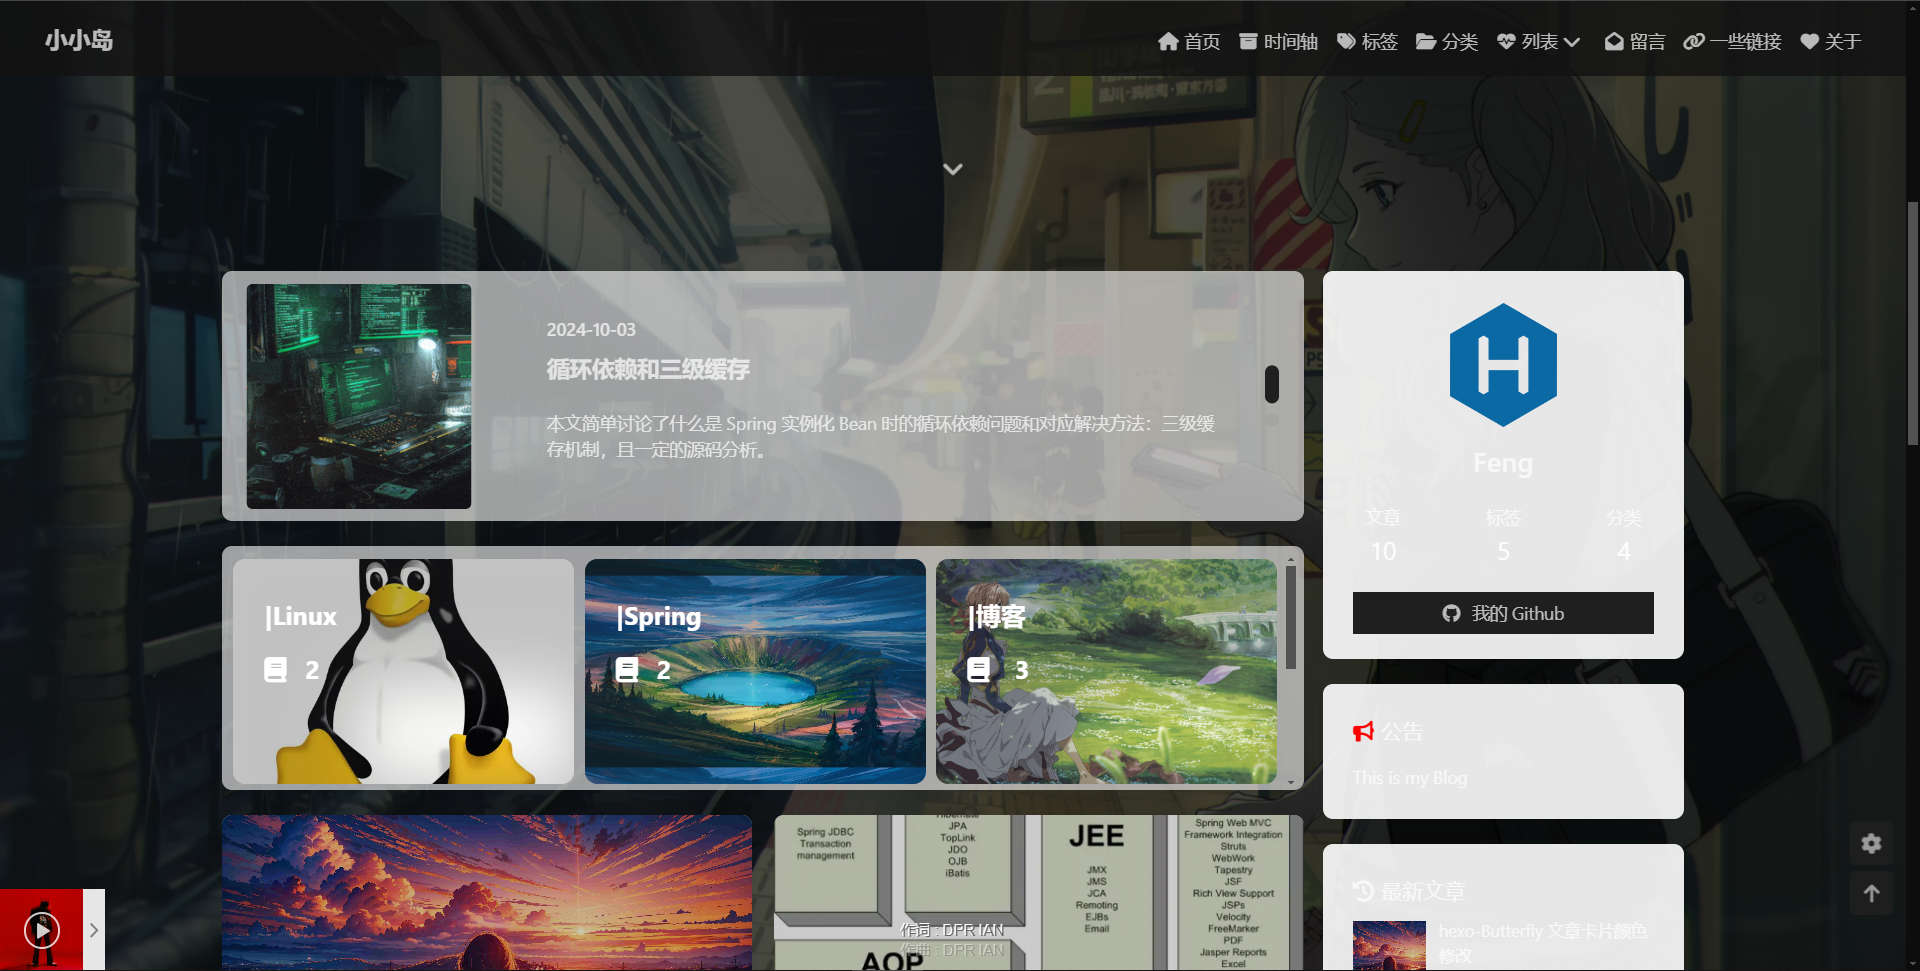 小小岛
首页
时间轴
标签
分类
列表
留言
一些链接
关于
2
品川
2024-10-03
循环依赖和三级缓存
本文简单讨论了什么是 Spring 实例化 Bean 时的循环依赖问题和对应解决方法：三级缓
存机制，且一定的源码分析。
H
Feng
文章
标签
分类
10
5
4
我的 Github
|Linux
2
|Spring
2
|博客
3
公告
This is my Blog
Spring JDBC
Transaction
management
Hibernate
JPA
TopLink
JDO
OJB
iBatis
JEE
JMX
JMS
JCA
Remoting
EJBs
Email
Spring Web MVC
Framework Integration
Struts
WebWork
Tapestry
JSF
Rich View Support
JSPs
Velocity
FreeMarker
PDF
Jasper Reports
Excel
AOP
作词 : DPR IAN
作曲 : DPR IAN
最新文章
hexo-Butterfly 文章卡片颜色
修改